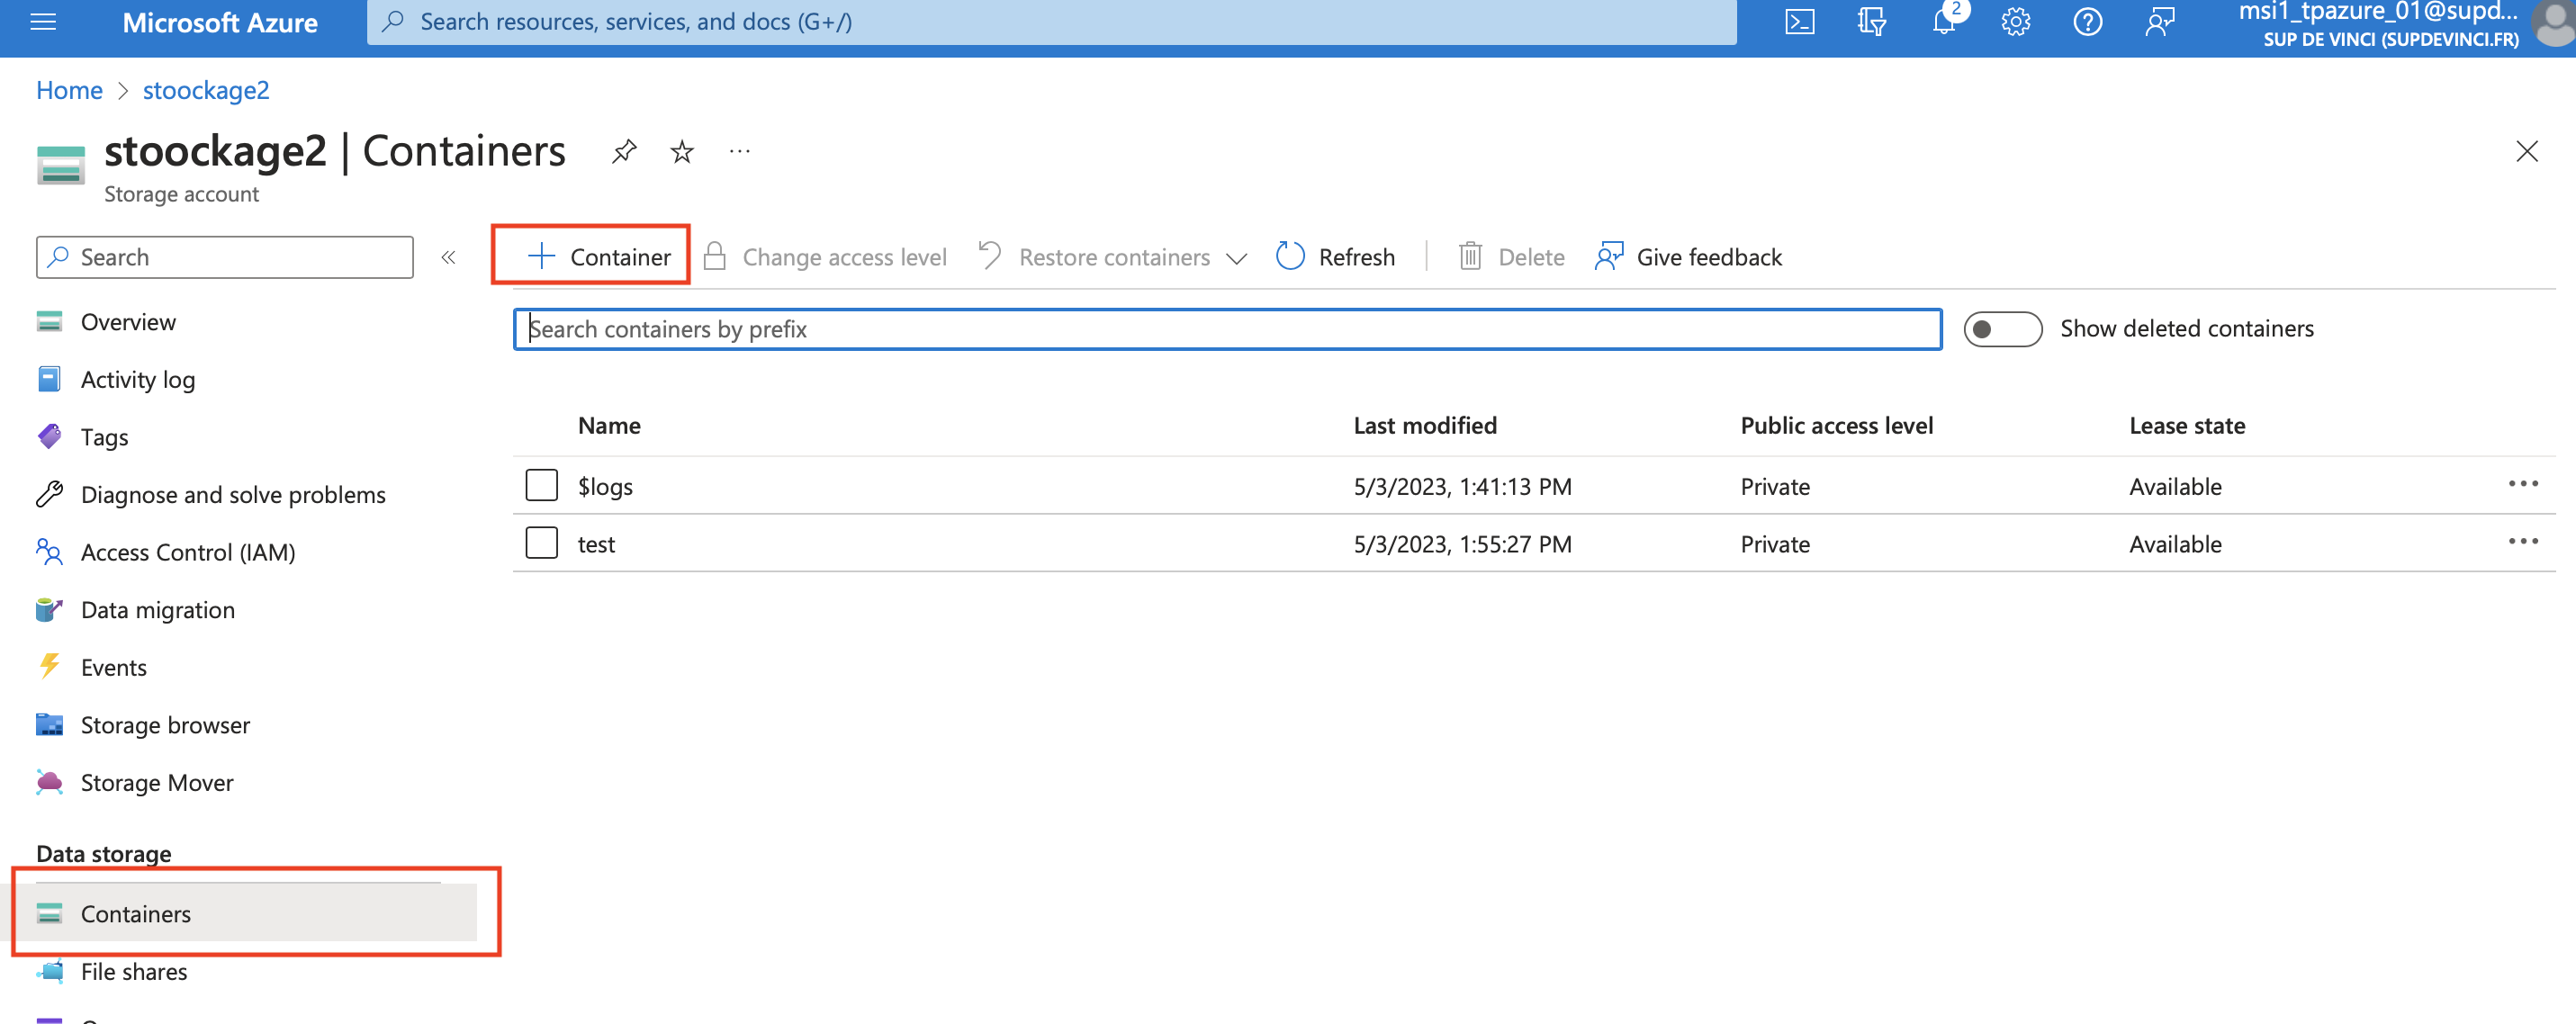 Microsoft Azure
Search resources, services, and docs (G+/)
2
msi1_tpazure_01@supd...
SUP DE VINCI (SUPDEVINCI.FR)
Home > stoockage2
stoockage2 | Containers
Storage account
Search
Container
Change access level
Restore containers
Refresh
Delete
Give feedback
Search containers by prefix
Show deleted containers
Overview
Activity log
Tags
Diagnose and solve problems
Access Control (IAM)
Data migration
Events
Storage browser
Storage Mover
Data storage
Containers
File shares
Name Last modified Public access level Lease state
$logs 5/3/2023, 1:41:13 PM Private Available
test 5/3/2023, 1:55:27 PM Private Available